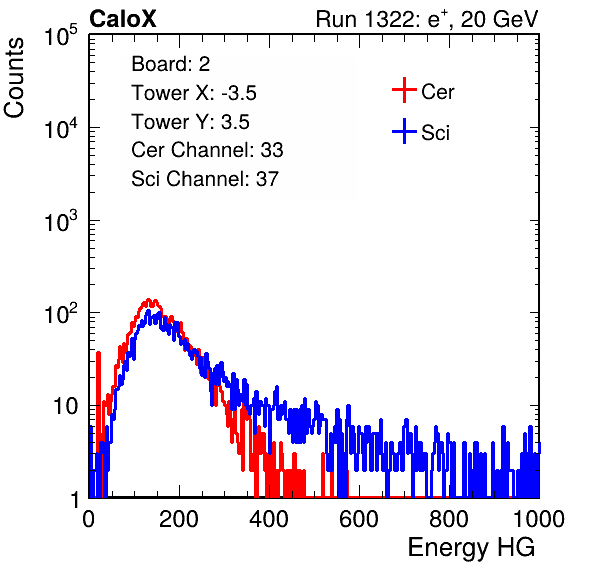 CaloX Run 1322: e⁺, 20 GeV
Counts
10⁵
10⁴
10³
10²
10
1
Board: 2
Tower X: -3.5
Tower Y: 3.5
Cer Channel: 33
Sci Channel: 37
Cer
Sci
0 200 400 600 800 1000
Energy HG